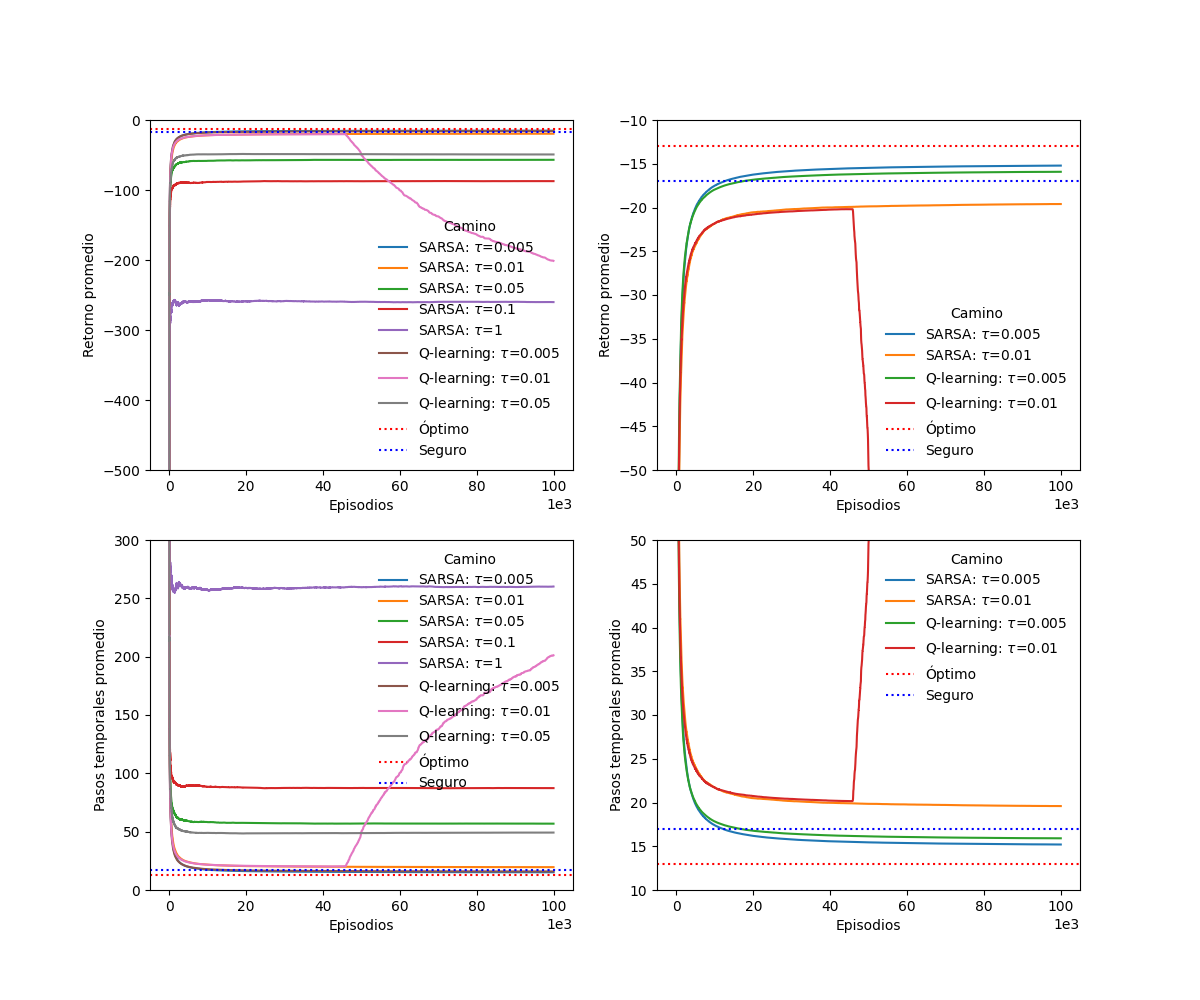 0
−100
−200
−300
−400
−500
Retorno promedio
Camino
SARSA: τ=0.005
SARSA: τ=0.01
SARSA: τ=0.05
SARSA: τ=0.1
SARSA: τ=1
Q-learning: τ=0.005
Q-learning: τ=0.01
Q-learning: τ=0.05
Óptimo
Seguro
0 20 40 60 80 100
1e3
Episodios
−10
−15
−20
−25
−30
−35
−40
−45
−50
Retorno promedio
Camino
SARSA: τ=0.005
SARSA: τ=0.01
Q-learning: τ=0.005
Q-learning: τ=0.01
Óptimo
Seguro
0 20 40 60 80 100
1e3
Episodios
300
250
200
150
100
50
0
Pasos temporales promedio
Camino
SARSA: τ=0.005
SARSA: τ=0.01
SARSA: τ=0.05
SARSA: τ=0.1
SARSA: τ=1
Q-learning: τ=0.005
Q-learning: τ=0.01
Q-learning: τ=0.05
Óptimo
Seguro
0 20 40 60 80 100
1e3
Episodios
50
45
40
35
30
25
20
15
10
Pasos temporales promedio
Camino
SARSA: τ=0.005
SARSA: τ=0.01
Q-learning: τ=0.005
Q-learning: τ=0.01
Óptimo
Seguro
0 20 40 60 80 100
1e3
Episodios